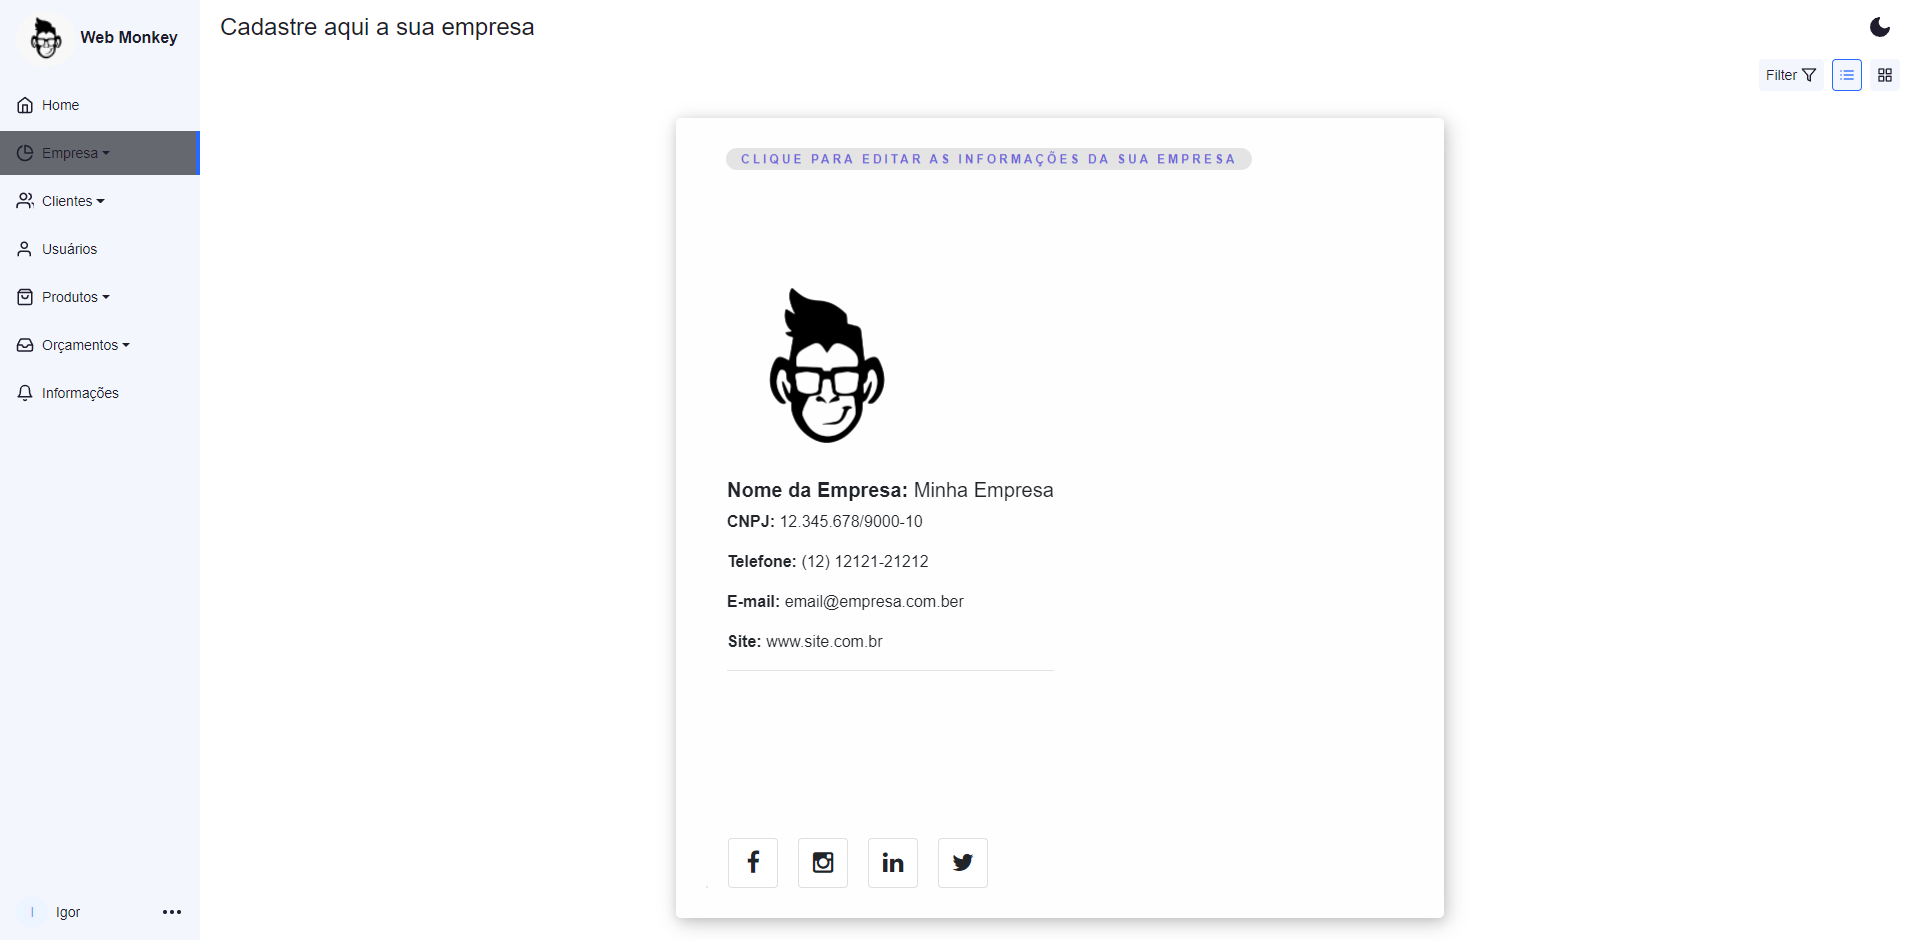 Web Monkey
Cadastre aqui a sua empresa
Filter
Home
Empresa
Clientes
Usuários
Produtos
Orçamentos
Informações
I
Igor
CLIQUE PARA EDITAR AS INFORMAÇÕES DA SUA EMPRESA
Nome da Empresa: Minha Empresa
CNPJ: 12.345.678/9000-10
Telefone: (12) 12121-21212
E-mail: email@empresa.com.ber
Site: www.site.com.br